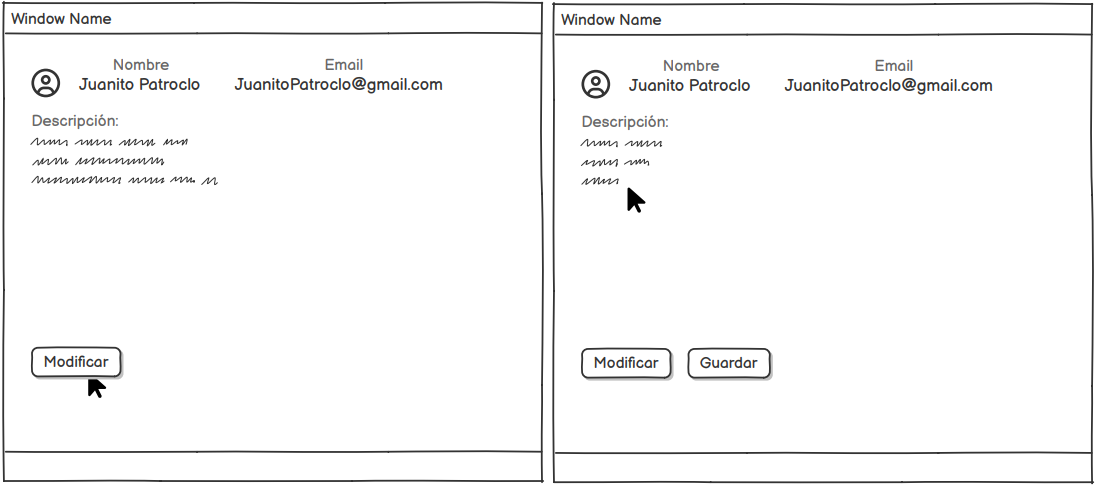 Window Name
Nombre
Email
Juanito Patroclo
JuanitoPatroclo@gmail.com
Descripción:
Modificar
Window Name
Nombre
Email
Juanito Patroclo
JuanitoPatroclo@gmail.com
Descripción:
Modificar
Guardar